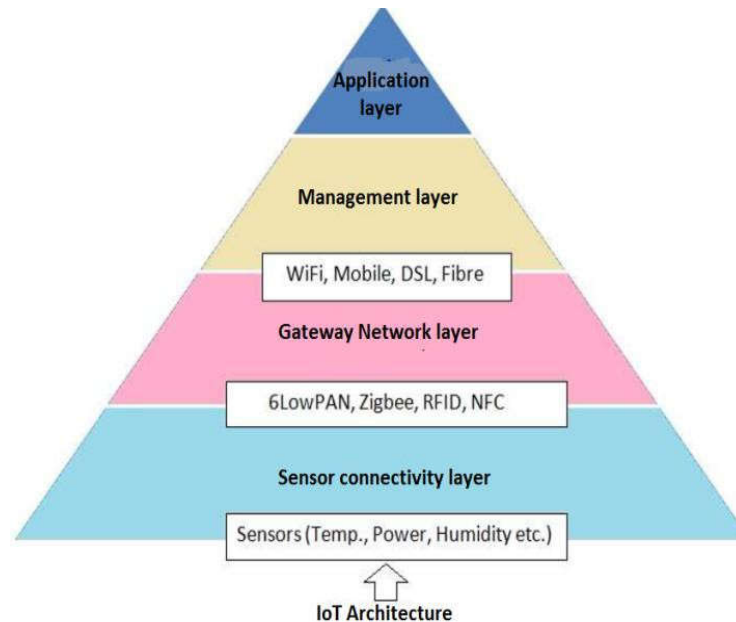 Application
layer
Management layer
WiFi, Mobile, DSL, Fibre
Gateway Network layer
6LowPAN, Zigbee, RFID, NFC
Sensor connectivity layer
Sensors (Temp., Power, Humidity etc.)
IoT Architecture